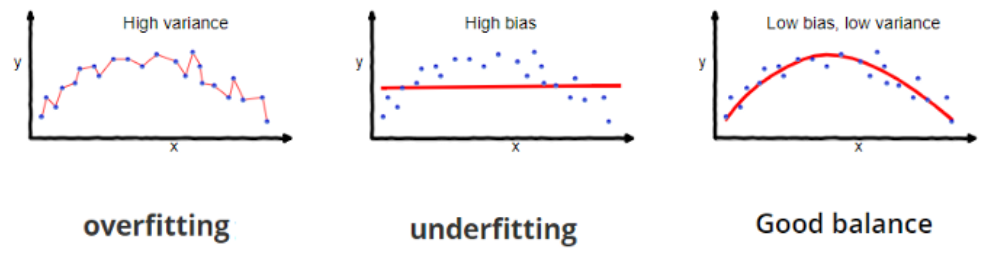 High variance
y
x
overfitting
High bias
y
x
underfitting
Low bias, low variance
y
x
Good balance